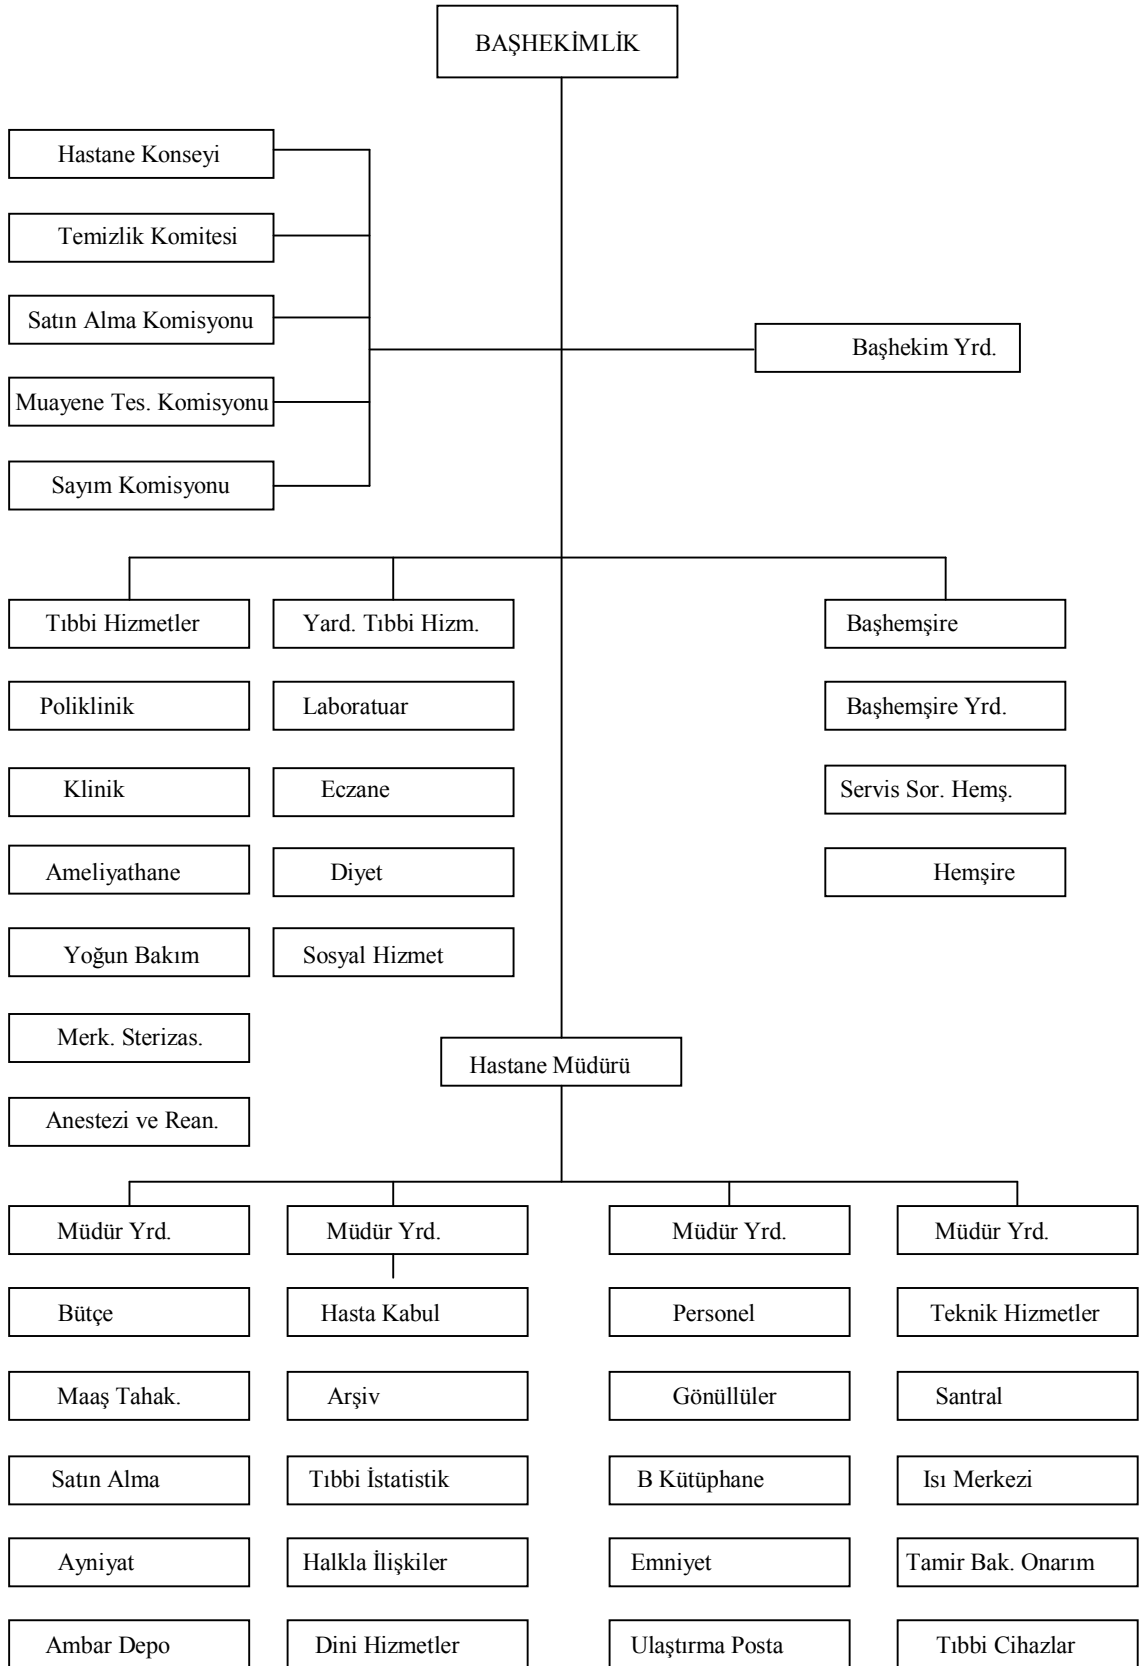 BAŞHEKİMLİK
Hastane Konseyi
Temizlik Komitesi
Satın Alma Komisyonu
Başhekim Yrd.
Muayene Tes. Komisyonu
Sayım Komisyonu
Tıbbi Hizmetler
Yard. Tıbbi Hizm.
Başhemşire
Poliklinik
Laboratuar
Başhemşire Yrd.
Klinik
Eczane
Servis Sor. Hemş.
Ameliyathane
Diyet
Hemşire
Yoğun Bakım
Sosyal Hizmet
Merk. Sterizas.
Hastane Müdürü
Anestezi ve Rean.
Müdür Yrd.
Müdür Yrd.
Müdür Yrd.
Müdür Yrd.
Bütçe
Hasta Kabul
Personel
Teknik Hizmetler
Maaş Tahak.
Arşiv
Gönüllüler
Santral
Satın Alma
Tıbbi İstatistik
B Kütüphane
Isı Merkezi
Ayniyat
Halkla İlişkiler
Emniyet
Tamir Bak. Onarım
Ambar Depo
Dini Hizmetler
Ulaştırma Posta
Tıbbi Cihazlar